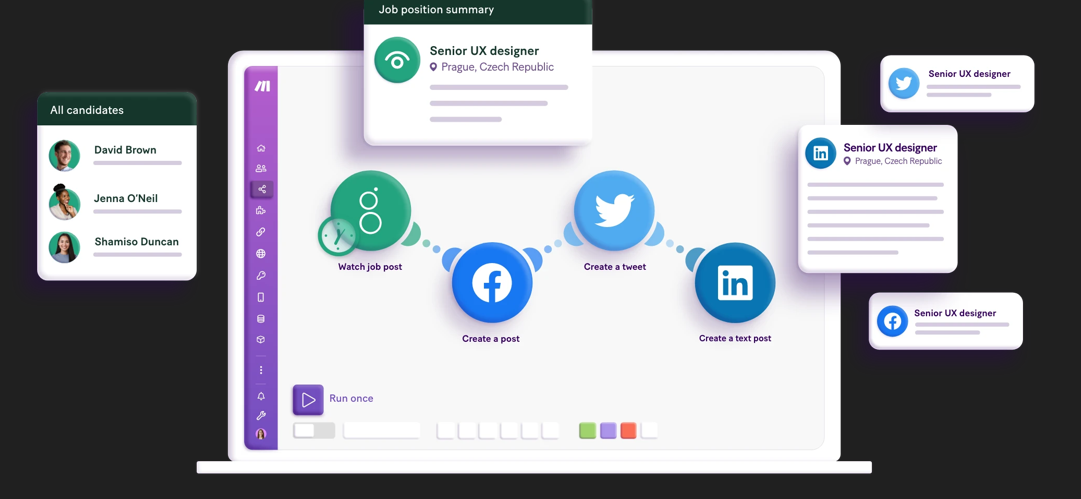 Job position summary
Senior UX designer
Prague, Czech Republic
All candidates
David Brown
Jenna O'Neil
Shamiso Duncan
Watch job post
Create a post
Create a tweet
Create a text post
Run once
Senior UX designer
Senior UX designer
Prague, Czech Republic
Senior UX designer